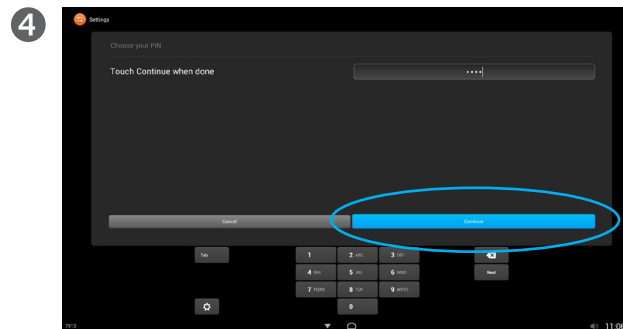 4
Settings
Choose your PIN
Touch Continue when done
••••
Cancel
Continue
Tab
1
2 ABC
3 DEF
4 GHI
5 JKL
6 MNO
Next
7 PQRS
8 TUV
9 WXYZ
0
11:06